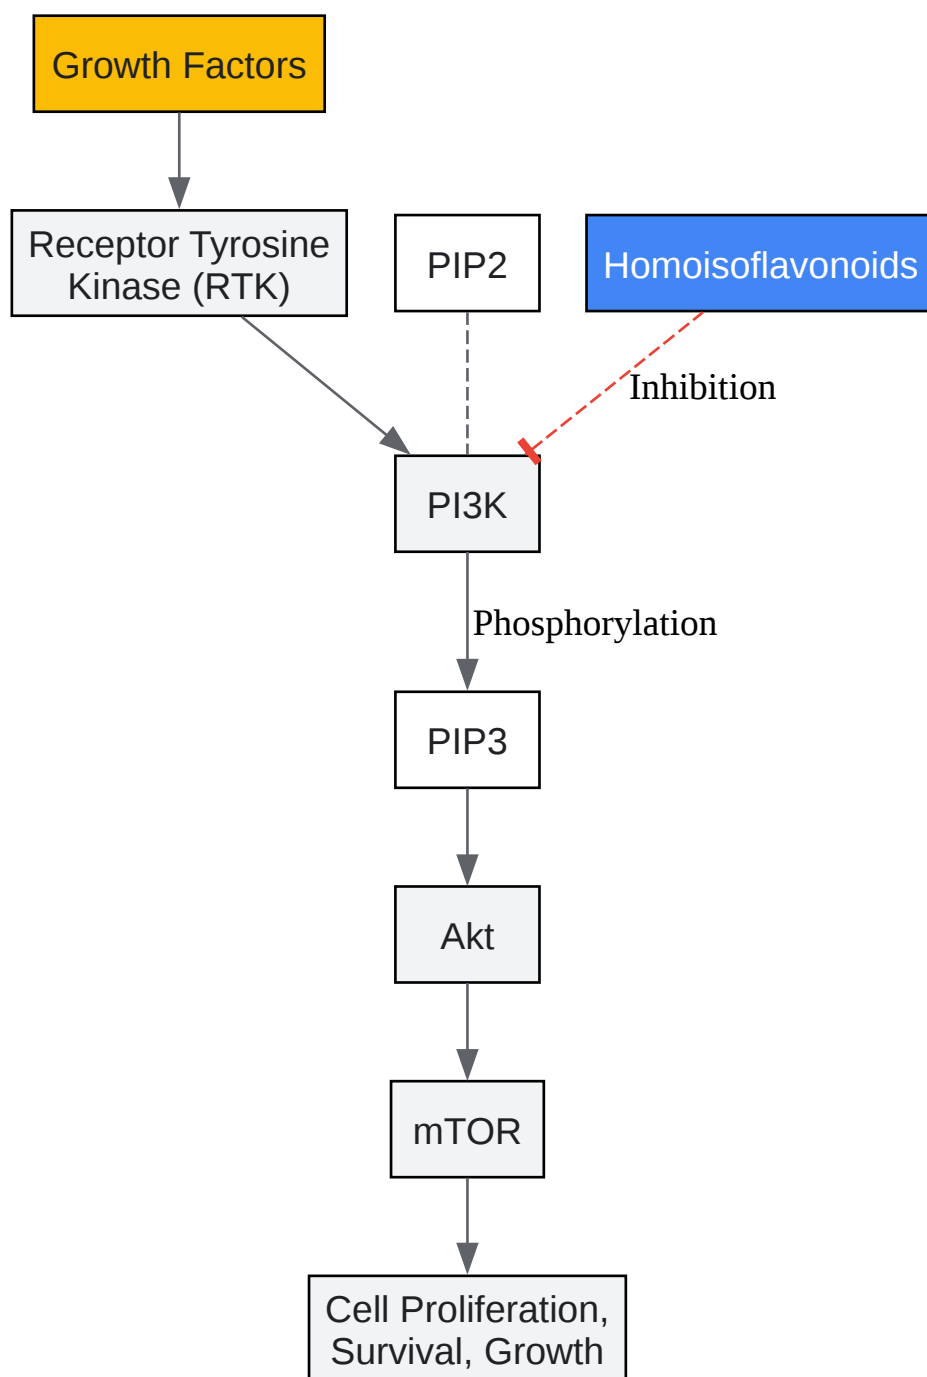 Growth Factors
Receptor Tyrosine
Kinase (RTK)
PIP2
Homoisoflavonoids
Inhibition
PI3K
Phosphorylation
PIP3
Akt
mTOR
Cell Proliferation,
Survival, Growth